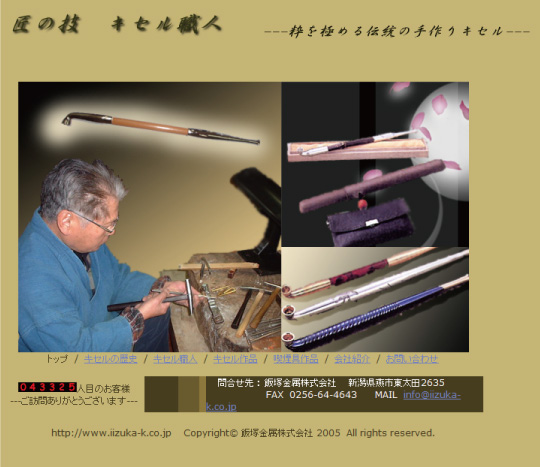 匠の技　キセル職人
---粋を極める伝統の手作りキセル---
トップ / キセルの歴史 / キセル職人 / キセル作品 / 喫煙具作品 / 会社紹介 / お問い合わせ
043325人目のお客様
---ご訪問ありがとうございます---
問合せ先：飯塚金属株式会社　新潟県燕市東太田2635
FAX 0256-64-4643　MAIL info@iizuka-k.co.jp
http://www.iizuka-k.co.jp　Copyright© 飯塚金属株式会社 2005 All rights reserved.